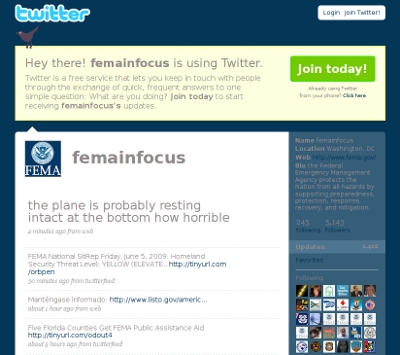 twitter
Login Join Twitter!
Hey there! femainfocus is using Twitter.
Twitter is a free service that lets you keep in touch with people
through the exchange of quick, frequent answers to one
simple question: What are you doing? Join today to start
receiving femainfocus's updates.
Join today!
Already using Twitter
from your phone? Click here.
FEMA
femainfocus
the plane is probably resting
intact at the bottom how horrible
2 minutes ago from web
FEMA National SitRep Friday, June 5, 2009: Homeland
Security Threat Level: YELLOW (ELEVATE...http://tinyurl.com
/orbpen
30 minutes ago from twitterfeed
Manténgase informado: http://www.listo.gov/americ...
about 1 hour ago from web
Five Florida Counties Get FEMA Public Assistance Aid
http://tinyurl.com/odout4
about 5 hours ago from twitterfeed
Name femainfocus
Location Washington, DC
Web http://www.fema.gov/
Bio the Federal
Emergency Management
Agency protects the
Nation from all hazards by
supporting preparedness,
protection, response,
recovery, and mitigation.
245 5,143
following followers
Updates
Favorites
Following